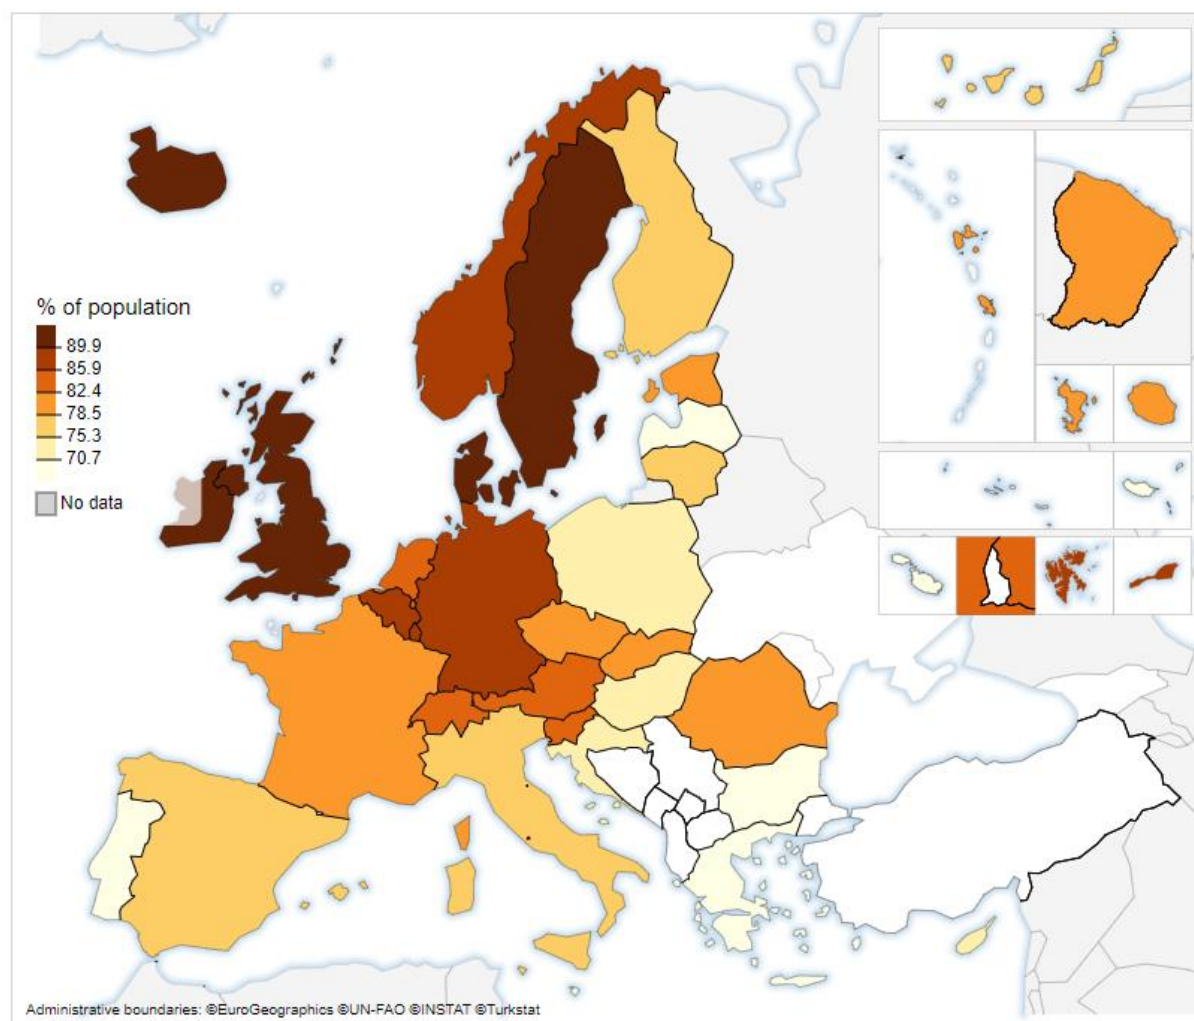 % of population
89.9
85.9
82.4
78.5
75.3
70.7
No data
Administrative boundaries: ©EuroGeographics ©UN-FAO ©INSTAT ©Turkstat